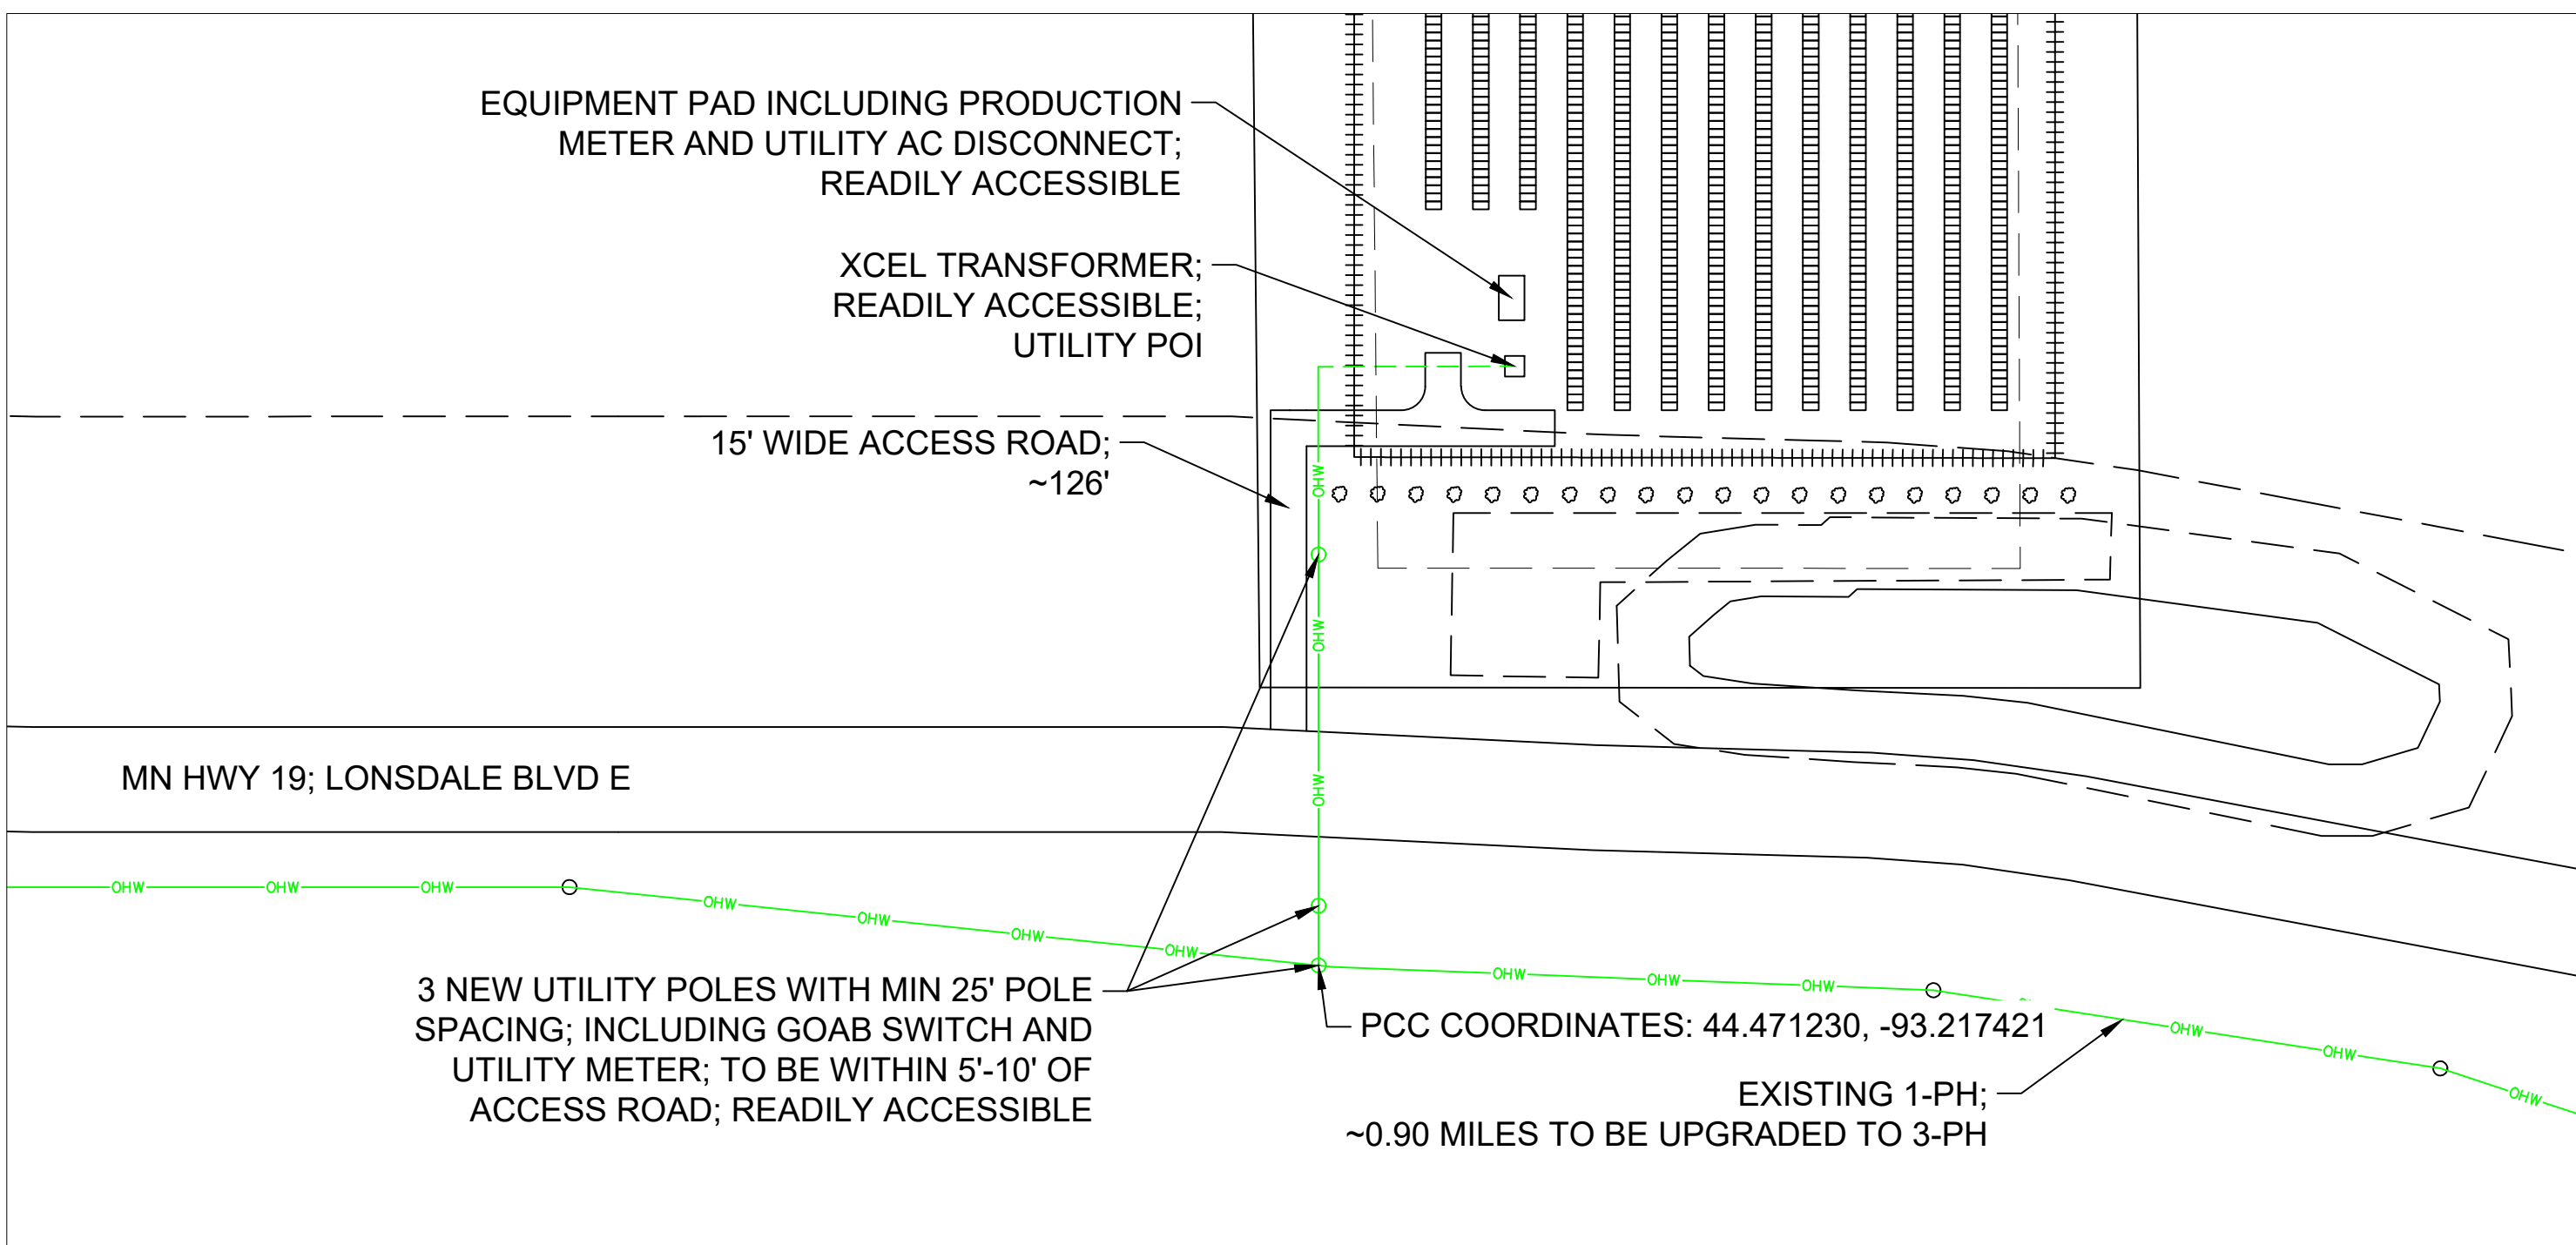 EQUIPMENT PAD INCLUDING PRODUCTION
METER AND UTILITY AC DISCONNECT;
READILY ACCESSIBLE
XCEL TRANSFORMER;
READILY ACCESSIBLE;
UTILITY POI
15' WIDE ACCESS ROAD;
~126'
OHW
OHW
MN HWY 19; LONSDALE BLVD E
OHW
OHW
OHW
OHW
OHW
OHW
OHW
OHW
OHW
OHW
OHW
3 NEW UTILITY POLES WITH MIN 25' POLE
SPACING; INCLUDING GOAB SWITCH AND
UTILITY METER; TO BE WITHIN 5'-10' OF
ACCESS ROAD; READILY ACCESSIBLE
PCC COORDINATES: 44.471230, -93.217421
OHW
OHW
OHW
EXISTING 1-PH;
~0.90 MILES TO BE UPGRADED TO 3-PH